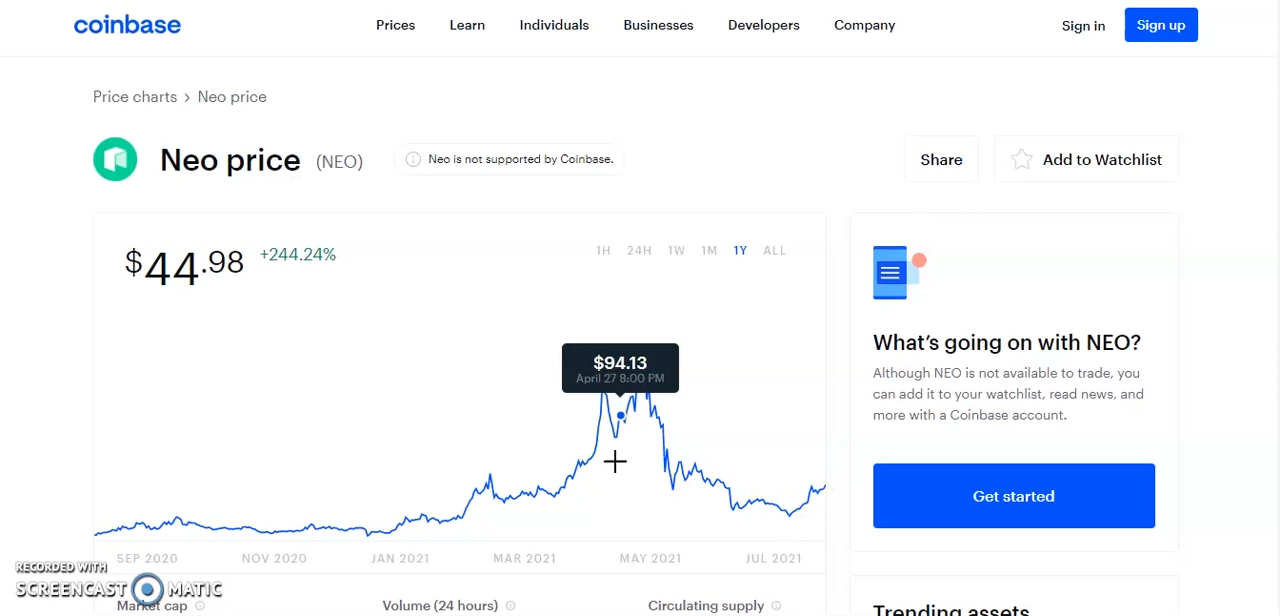 coinbase
Prices
Learn
Individuals
Businesses
Developers
Company
Sign in
Sign up
Price charts › Neo price
Neo price (NEO)
Neo is not supported by Coinbase.
Share
Add to Watchlist
$44.98 +244.24%
1H 24H 1W 1M 1Y ALL
$94.13
April 27 8:00 PM
SEP 2020 NOV 2020 JAN 2021 MAR 2021 MAY 2021 JUL 2021
What's going on with NEO?
Although NEO is not available to trade, you
can add it to your watchlist, read news, and
more with a Coinbase account.
Get started
RECORDED WITH
SCREENCAST MATIC
Market cap
Volume (24 hours)
Circulating supply
Trending assets